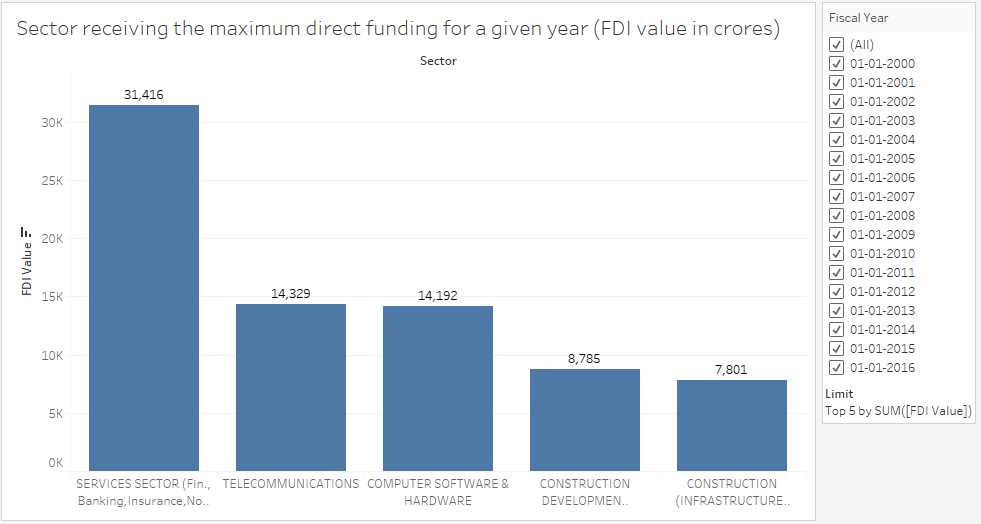 Sector receiving the maximum direct funding for a given year (FDI value in crores)
Sector
31,416
14,329
14,192
8,785
7,801
30K
25K
20K
15K
10K
5K
0K
FDI Value
SERVICES SECTOR (Fin.,
Banking,Insurance,No..
TELECOMMUNICATIONS
COMPUTER SOFTWARE &
HARDWARE
CONSTRUCTION
DEVELOPMEN..
CONSTRUCTION
(INFRASTRUCTURE..
Fiscal Year
(All)
01-01-2000
01-01-2001
01-01-2002
01-01-2003
01-01-2004
01-01-2005
01-01-2006
01-01-2007
01-01-2008
01-01-2009
01-01-2010
01-01-2011
01-01-2012
01-01-2013
01-01-2014
01-01-2015
01-01-2016
Limit
Top 5 by SUM([FDI Value])